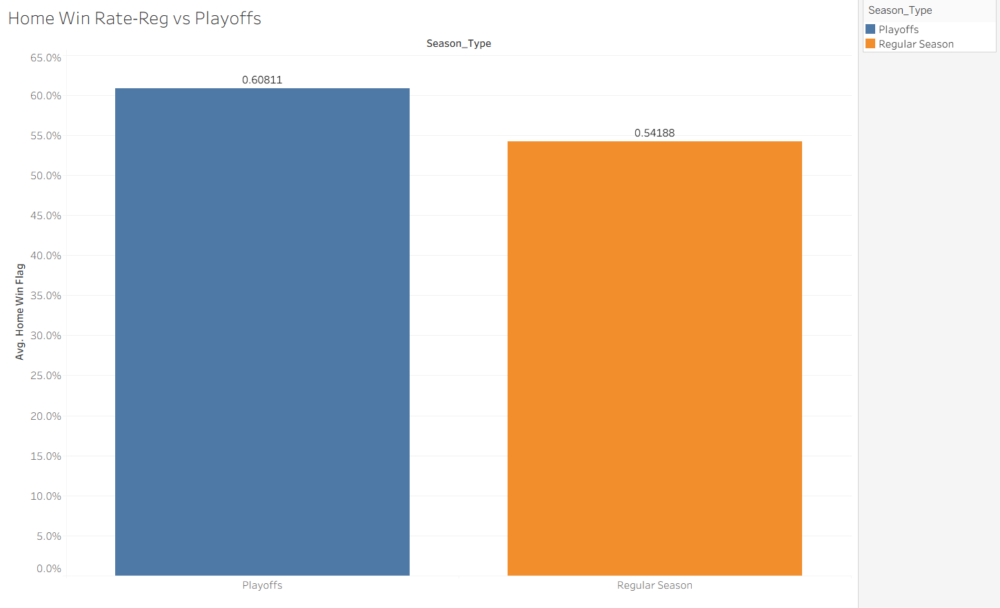 Home Win Rate-Reg vs Playoffs
Season_Type
65.0%
60.0%
55.0%
50.0%
45.0%
40.0%
35.0%
30.0%
25.0%
20.0%
15.0%
10.0%
5.0%
0.0%
Avg. Home Win Flag
0.60811
0.54188
Playoffs
Regular Season
Season_Type
Playoffs
Regular Season